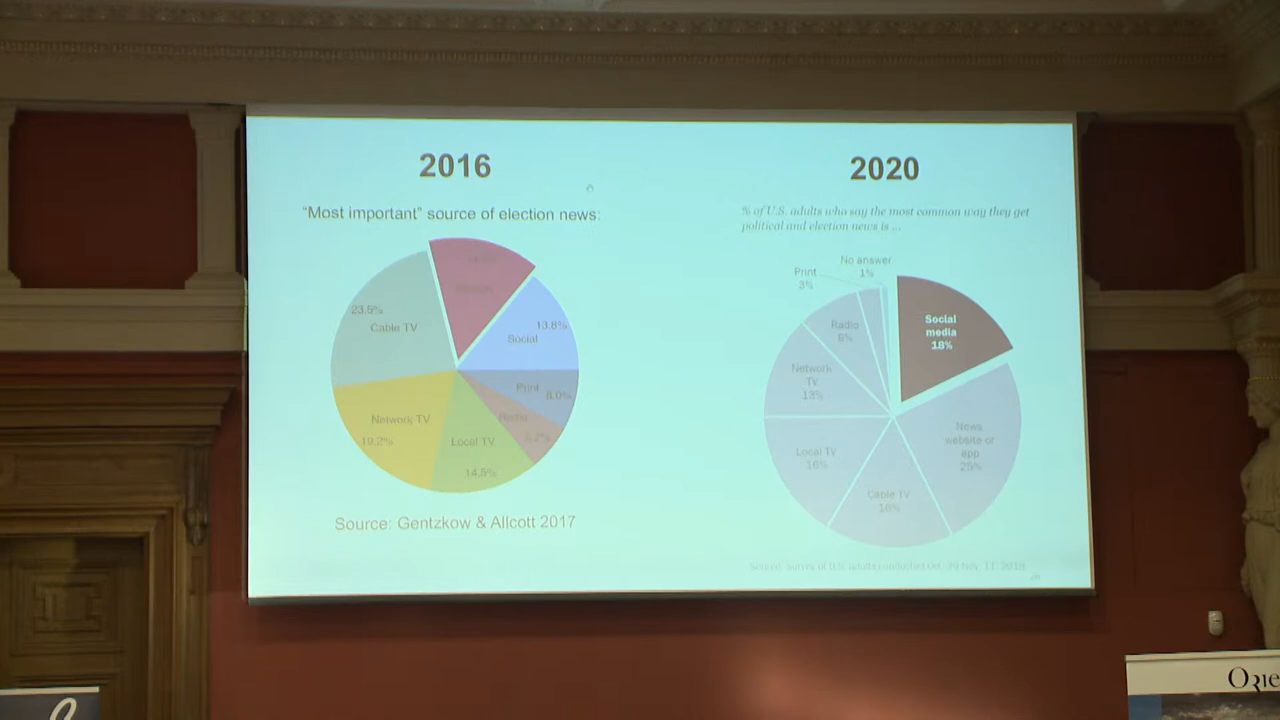 2016
"Most important" source of election news:
23.5%
Cable TV
13.8%
Social
Print
8.0%
Radio
Network TV
19.2%
Local TV
14.5%
Source: Gentzkow & Allcott 2017
2020
% of U.S. adults who say the most common way they get
political and election news is ...
No answer
1%
Print
3%
Social
media
18%
Radio
8%
Network
TV
13%
News
website or
app
25%
Local TV
16%
Cable TV
16%